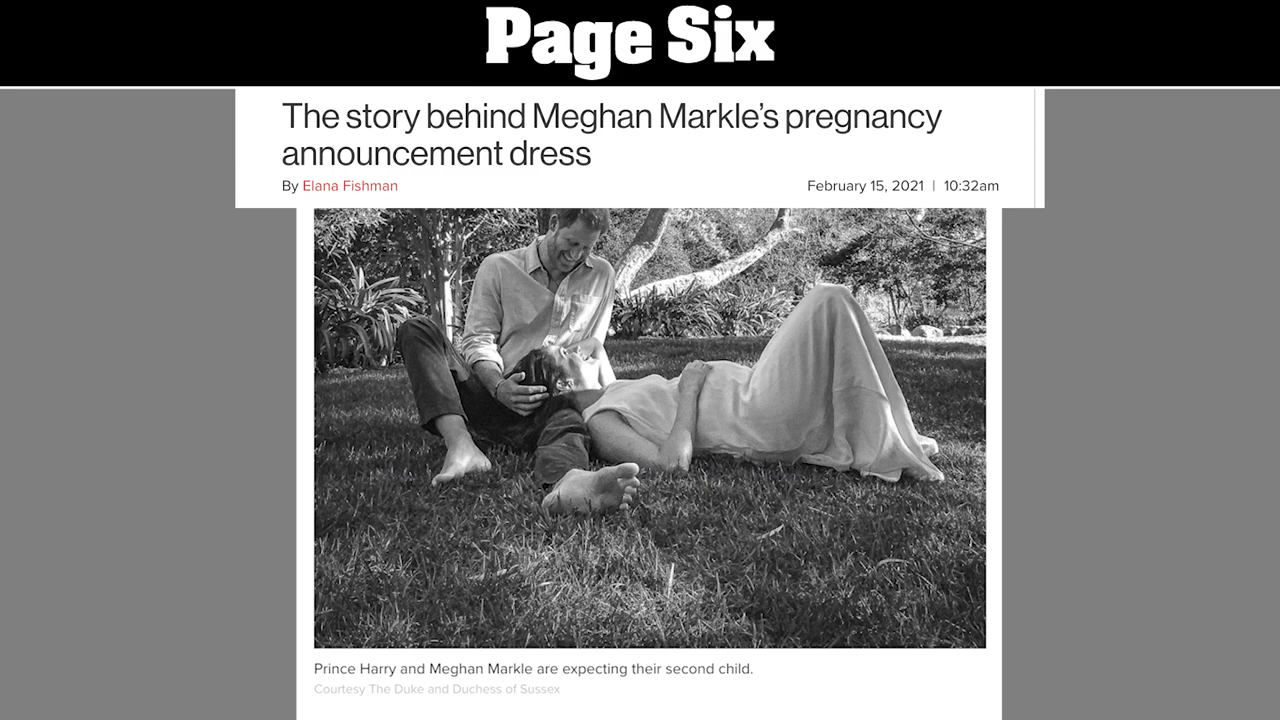 Page Six
The story behind Meghan Markle’s pregnancy
announcement dress
By Elana Fishman
February 15, 2021 | 10:32am
Prince Harry and Meghan Markle are expecting their second child.
Courtesy The Duke and Duchess of Sussex